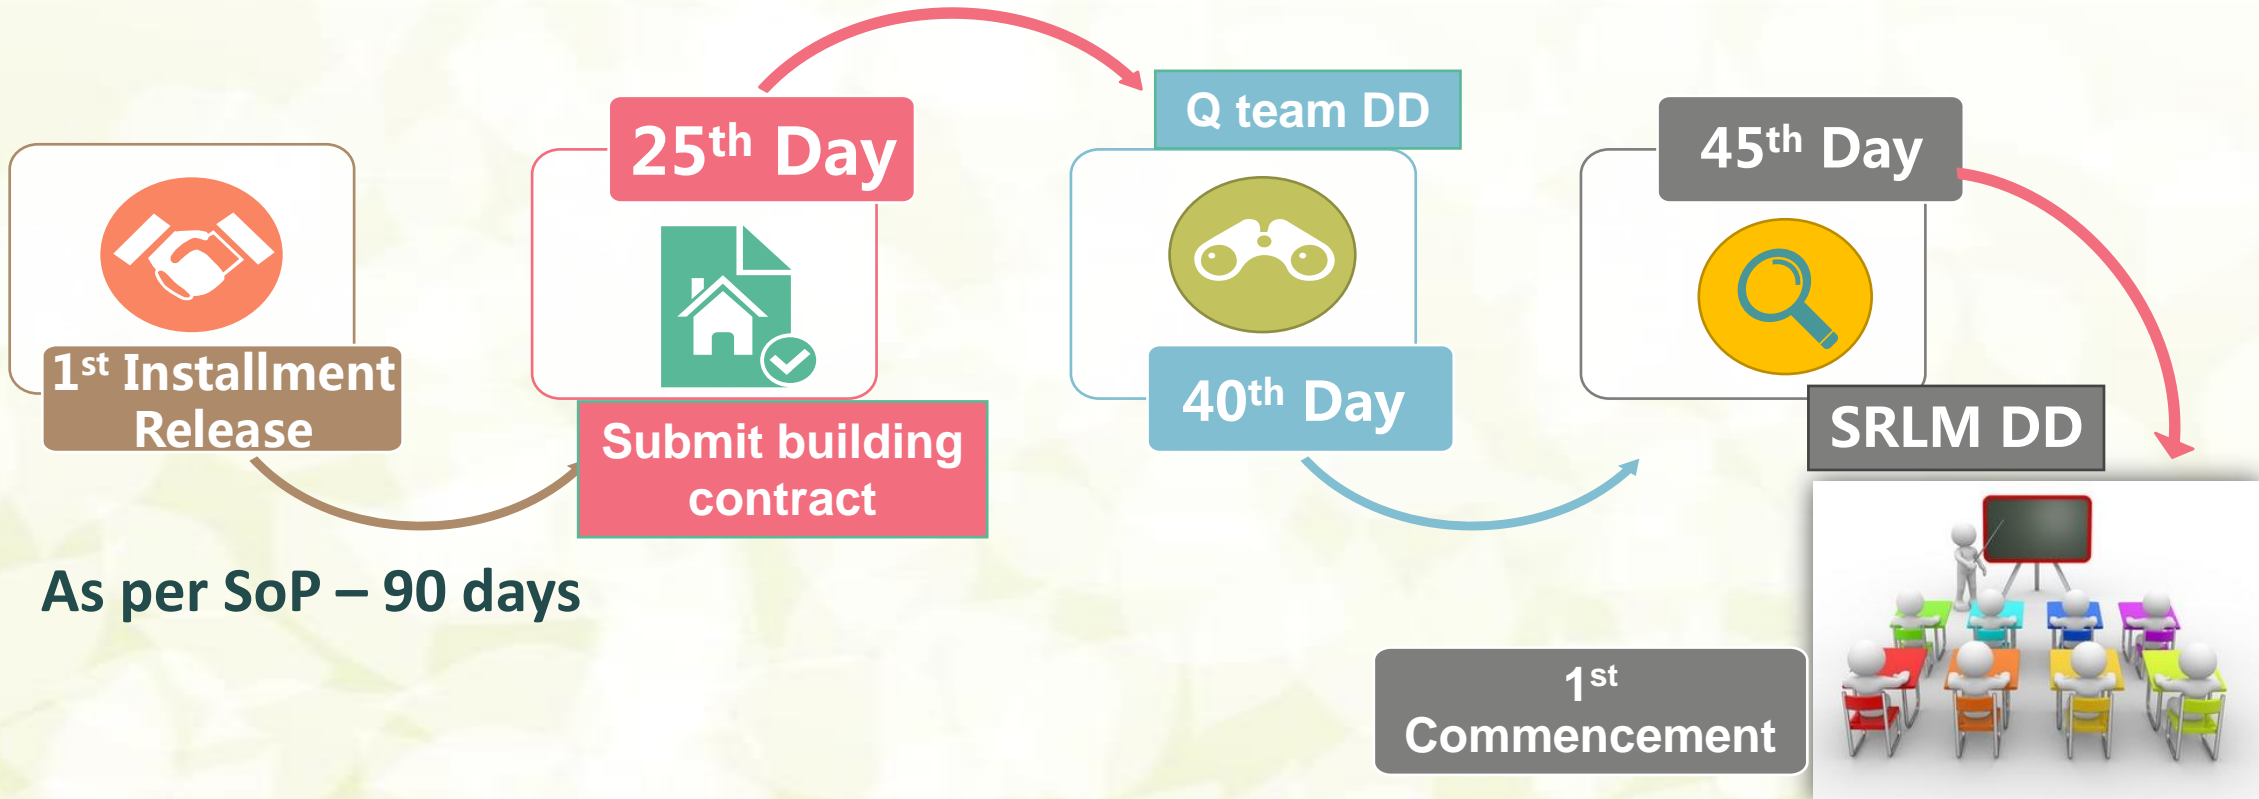 1st Installment
Release
25th Day
Submit building
contract
Q team DD
40th Day
45th Day
SRLM DD
As per SoP – 90 days
1st
Commencement